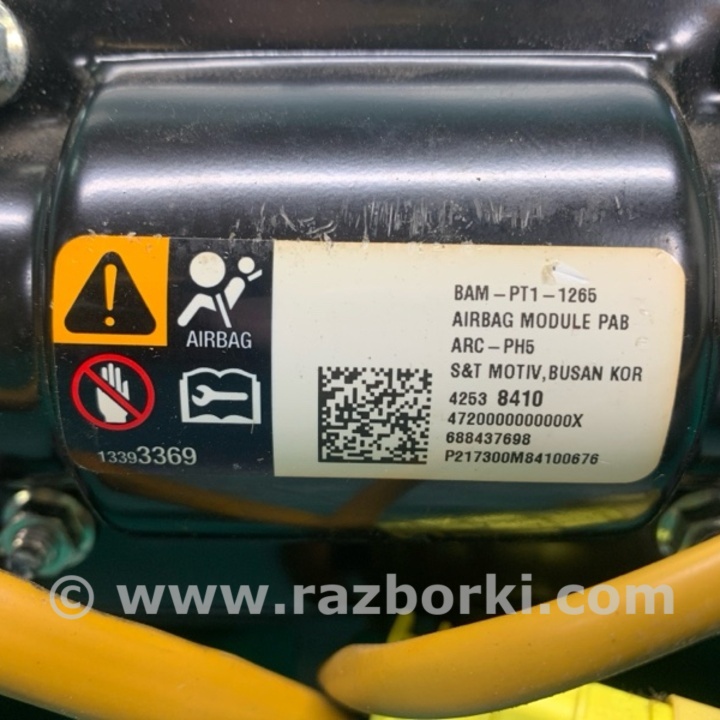 AIRBAG
13393369
BAM-PT1-1265
AIRBAG MODULE PAB
ARC-PH5
S&T MOTIV,BUSAN KOR
4253 8410
4720000000000X
688437698
P217300M84100676
© www.razborki.com